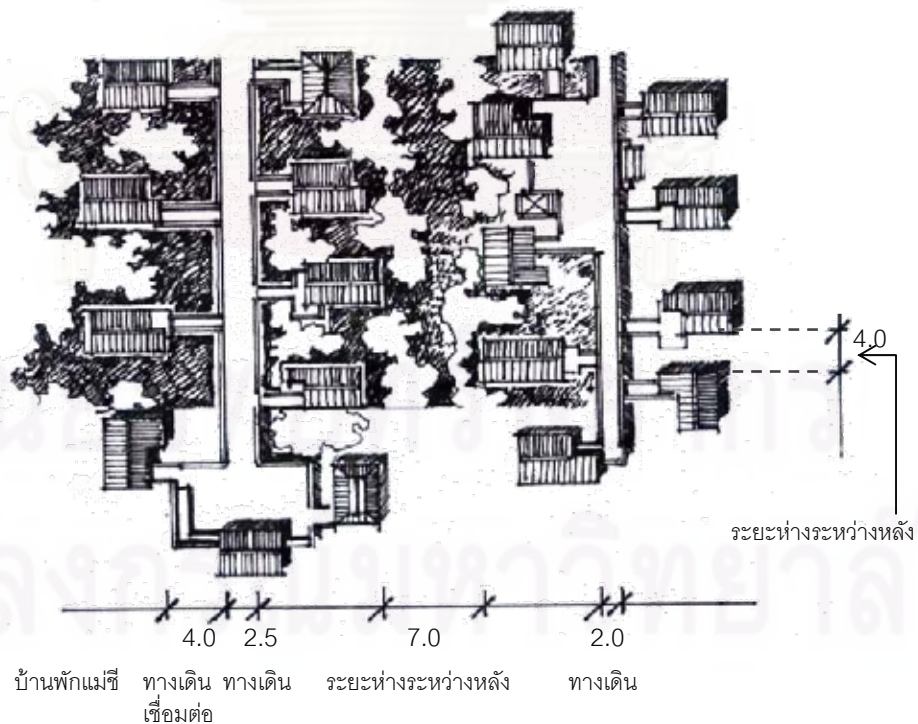 4.0
ระยะห่างระหว่างหลัง
4.0 2.5 7.0 2.0
บ้านพักแม่ชี ทางเดิน ทางเดิน ระยะห่างระหว่างหลัง ทางเดิน
เชื่อมต่อ